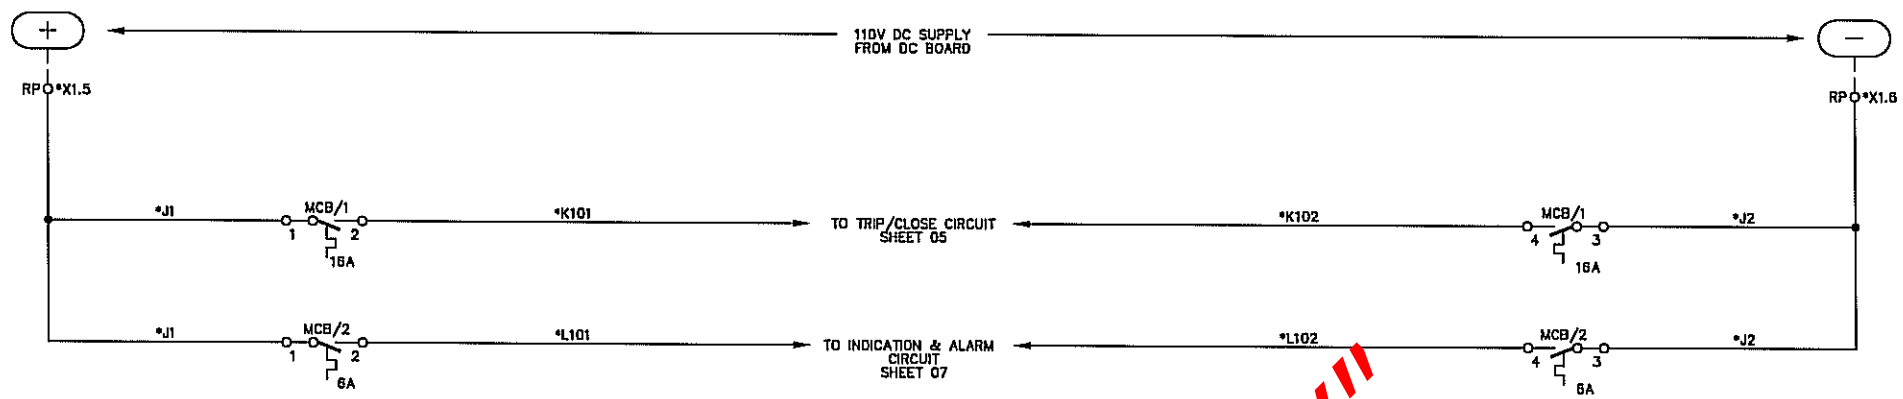 +
110V DC SUPPLY
FROM DC BOARD
−
RP *X1.5
RP *X1.6
*J1
MCB/1
1 2
16A
*K101
TO TRIP/CLOSE CIRCUIT
SHEET 05
*K102
MCB/1
4 3
16A
*J2
*J1
MCB/2
1 2
6A
*L101
TO INDICATION & ALARM
CIRCUIT
SHEET 07
*L102
MCB/2
4 3
6A
*J2